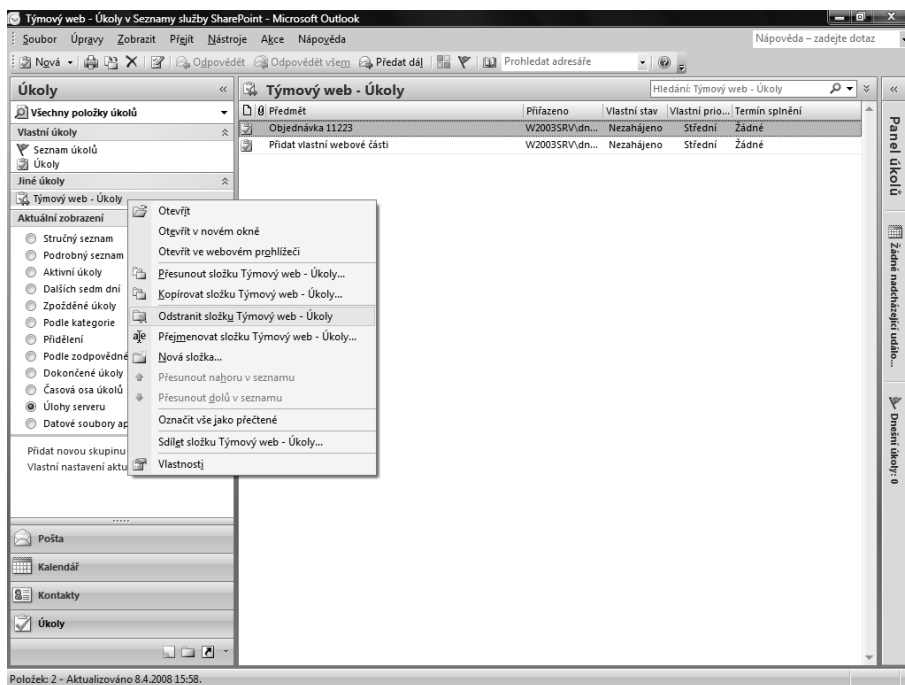 Týmový web - Úkoly v Seznamy služby SharePoint - Microsoft Outlook
Soubor Úpravy Zobrazit Přejít Nástroje Akce Nápověda
Nápověda – zadejte dotaz
Nová Odpovědět Odpovědět všem Předat dál Prohledat adresáře
Úkoly
Všechny položky úkolů
Vlastní úkoly
Seznam úkolů
Úkoly
Jiné úkoly
Týmový web - Úkoly
Aktuální zobrazení
Stručný seznam
Podrobný seznam
Aktivní úkoly
Dalších sedm dní
Zpožděné úkoly
Podle kategorie
Přidělení
Podle zodpovědné
Dokončené úkoly
Časová osa úkolů
Úlohy serveru
Datové soubory ap
Přidat novou skupinu
Vlastní nastavení aktu
Pošta
Kalendář
Kontakty
Úkoly
Otevřít
Otevřít v novém okně
Otevřít ve webovém prohlížeči
Přesunout složku Týmový web - Úkoly...
Kopírovat složku Týmový web - Úkoly...
Odstranit složku Týmový web - Úkoly
Přejmenovat složku Týmový web - Úkoly...
Nová složka...
Přesunout nahoru v seznamu
Přesunout dolů v seznamu
Označit vše jako přečtené
Sdílet složku Týmový web - Úkoly...
Vlastnosti
Týmový web - Úkoly
Hledání: Týmový web - Úkoly
Předmět Přiřazeno Vlastní stav Vlastní prio... Termín splnění
Objednávka 11223 W2003SRV\dn... Nezahájeno Střední Žádné
Přidat vlastní webové části W2003SRV\dn... Nezahájeno Střední Žádné
Panel úkolů
Žádné nadcházející událo...
Dnešní úkoly: 0
Položek: 2 - Aktualizováno 8.4.2008 15:58.